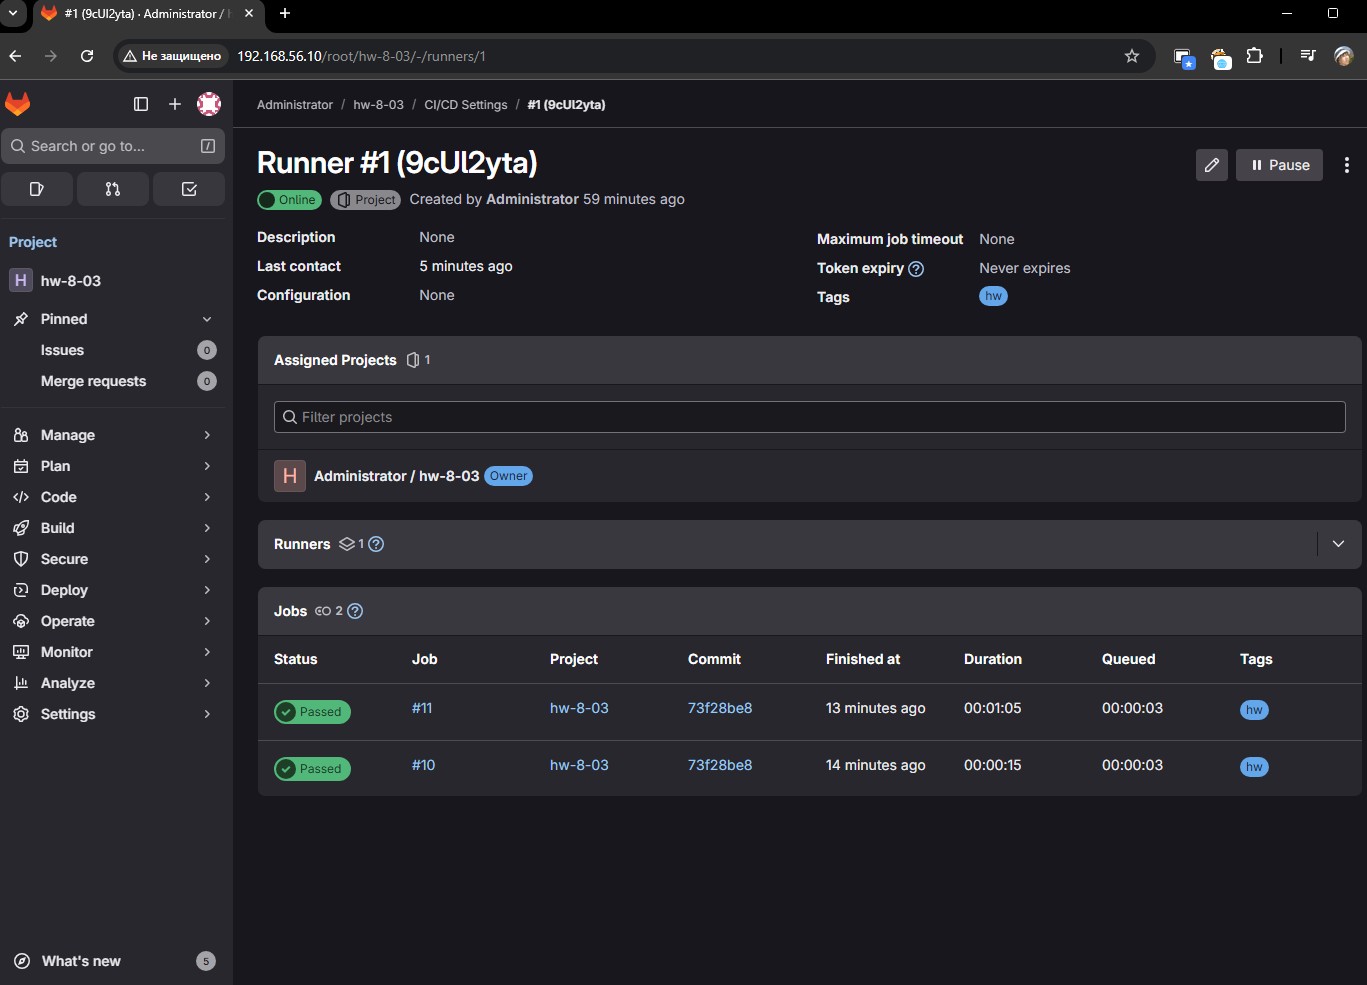 #1 (9cUl2yta) · Administrator /
Не защищено
192.168.56.10/root/hw-8-03/-/runners/1
Search or go to...
/
Administrator / hw-8-03 / CI/CD Settings / #1 (9cUl2yta)
Runner #1 (9cUl2yta)
Pause
Online
Project
Created by Administrator 59 minutes ago
Description None
Last contact 5 minutes ago
Configuration None
Maximum job timeout None
Token expiry ? Never expires
Tags hw
Project
H hw-8-03
Pinned
Issues 0
Merge requests 0
Manage
Plan
Code
Build
Secure
Deploy
Operate
Monitor
Analyze
Settings
What's new 5
Assigned Projects 1
Filter projects
H Administrator / hw-8-03 Owner
Runners 1 ?
Jobs 2 ?
Status Job Project Commit Finished at Duration Queued Tags
Passed #11 hw-8-03 73f28be8 13 minutes ago 00:01:05 00:00:03 hw
Passed #10 hw-8-03 73f28be8 14 minutes ago 00:00:15 00:00:03 hw